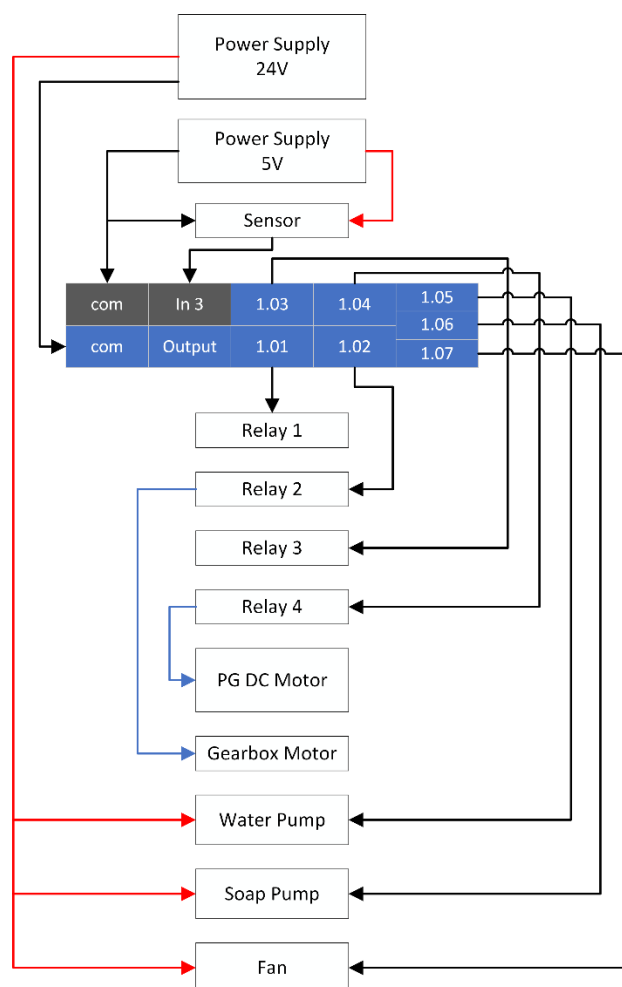 Power Supply
24V
Power Supply
5V
Sensor
com In 3 1.03 1.04 1.05
1.06
com Output 1.01 1.02 1.07
Relay 1
Relay 2
Relay 3
Relay 4
PG DC Motor
Gearbox Motor
Water Pump
Soap Pump
Fan